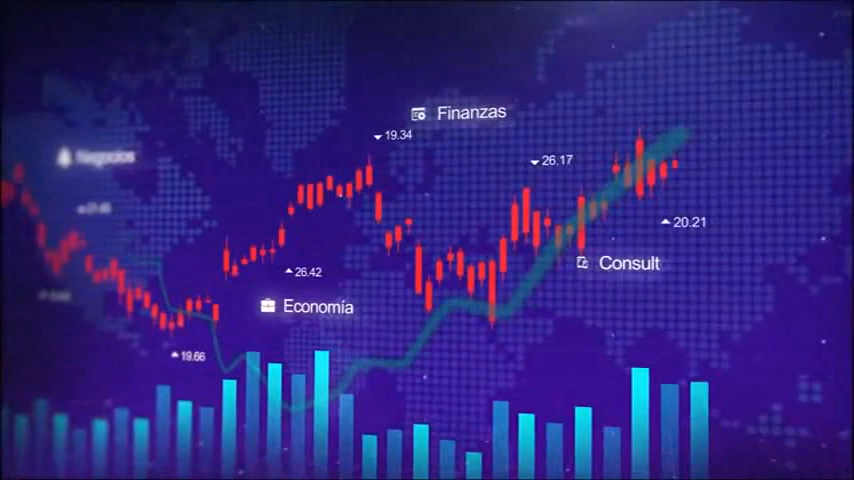 Finanzas
19.34
Negocios
26.17
20.21
Consult
26.42
Economía
19.66